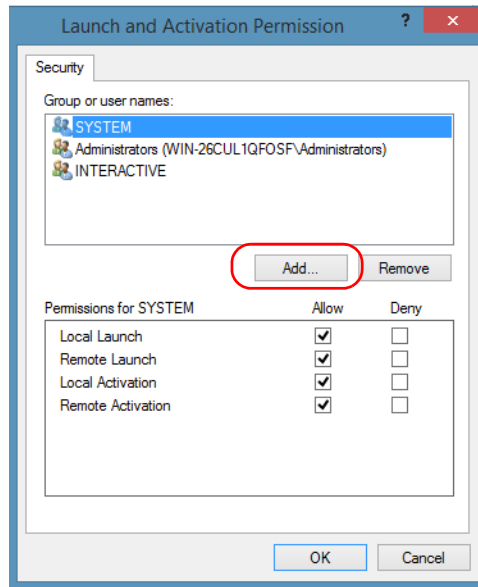 Launch and Activation Permission ? ×
Security
Group or user names:
SYSTEM
Administrators (WIN-26CUL1QFOSF\Administrators)
INTERACTIVE
Add... Remove
Permissions for SYSTEM Allow Deny
Local Launch
Remote Launch
Local Activation
Remote Activation
OK Cancel